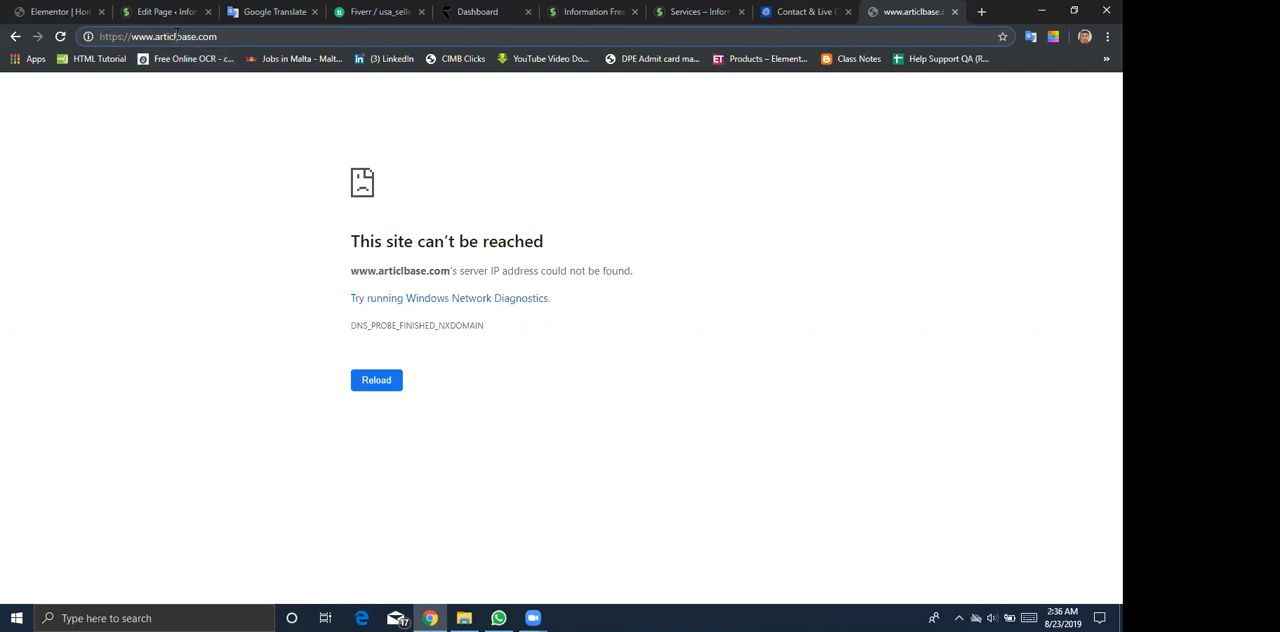 Elementor | Hon
Edit Page ‹ Infor
Google Translate
Fiverr / usa_selle
Dashboard
Information Free
Services – Inforr
Contact & Live C
www.articlbase.c
https://www.articlbase.com
Apps
HTML Tutorial
Free Online OCR - c...
Jobs in Malta - Malt...
(3) LinkedIn
CIMB Clicks
YouTube Video Do...
DPE Admit card ma...
ET Products – Element...
Class Notes
Help Support QA (R...
»
This site can't be reached
www.articlbase.com's server IP address could not be found.
Try running Windows Network Diagnostics.
DNS_PROBE_FINISHED_NXDOMAIN
Reload
Type here to search
17
2:36 AM
8/23/2019